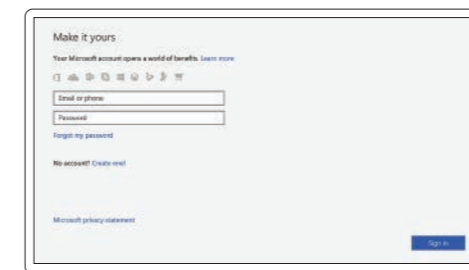 Make it yours
Your Microsoft account opens a world of benefits. Learn more
Email or phone
Password
Forgot my password
No account? Create one!
Microsoft privacy statement
Sign in